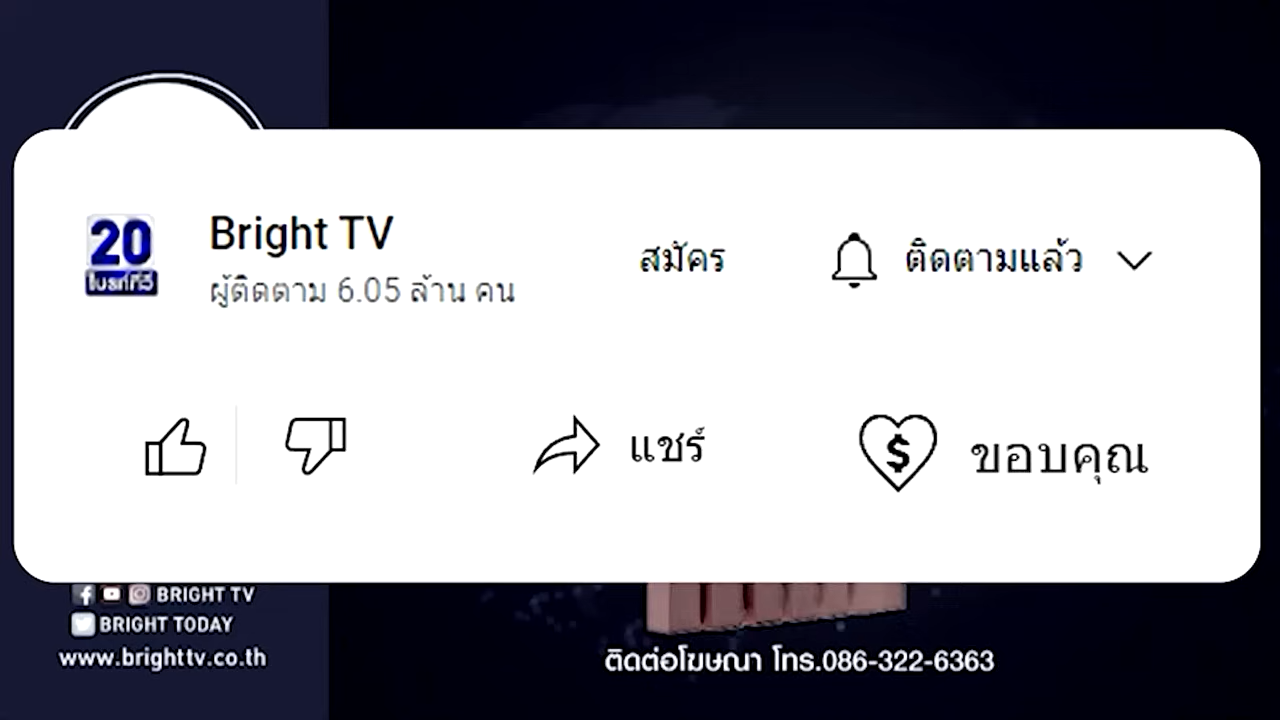 20
ไบรท์ทีวี
Bright TV
ผู้ติดตาม 6.05 ล้าน คน
สมัคร
ติดตามแล้ว
แชร์
$ ขอบคุณ
BRIGHT TV
BRIGHT TODAY
www.brighttv.co.th
ติดต่อโฆษณา โทร.086-322-6363